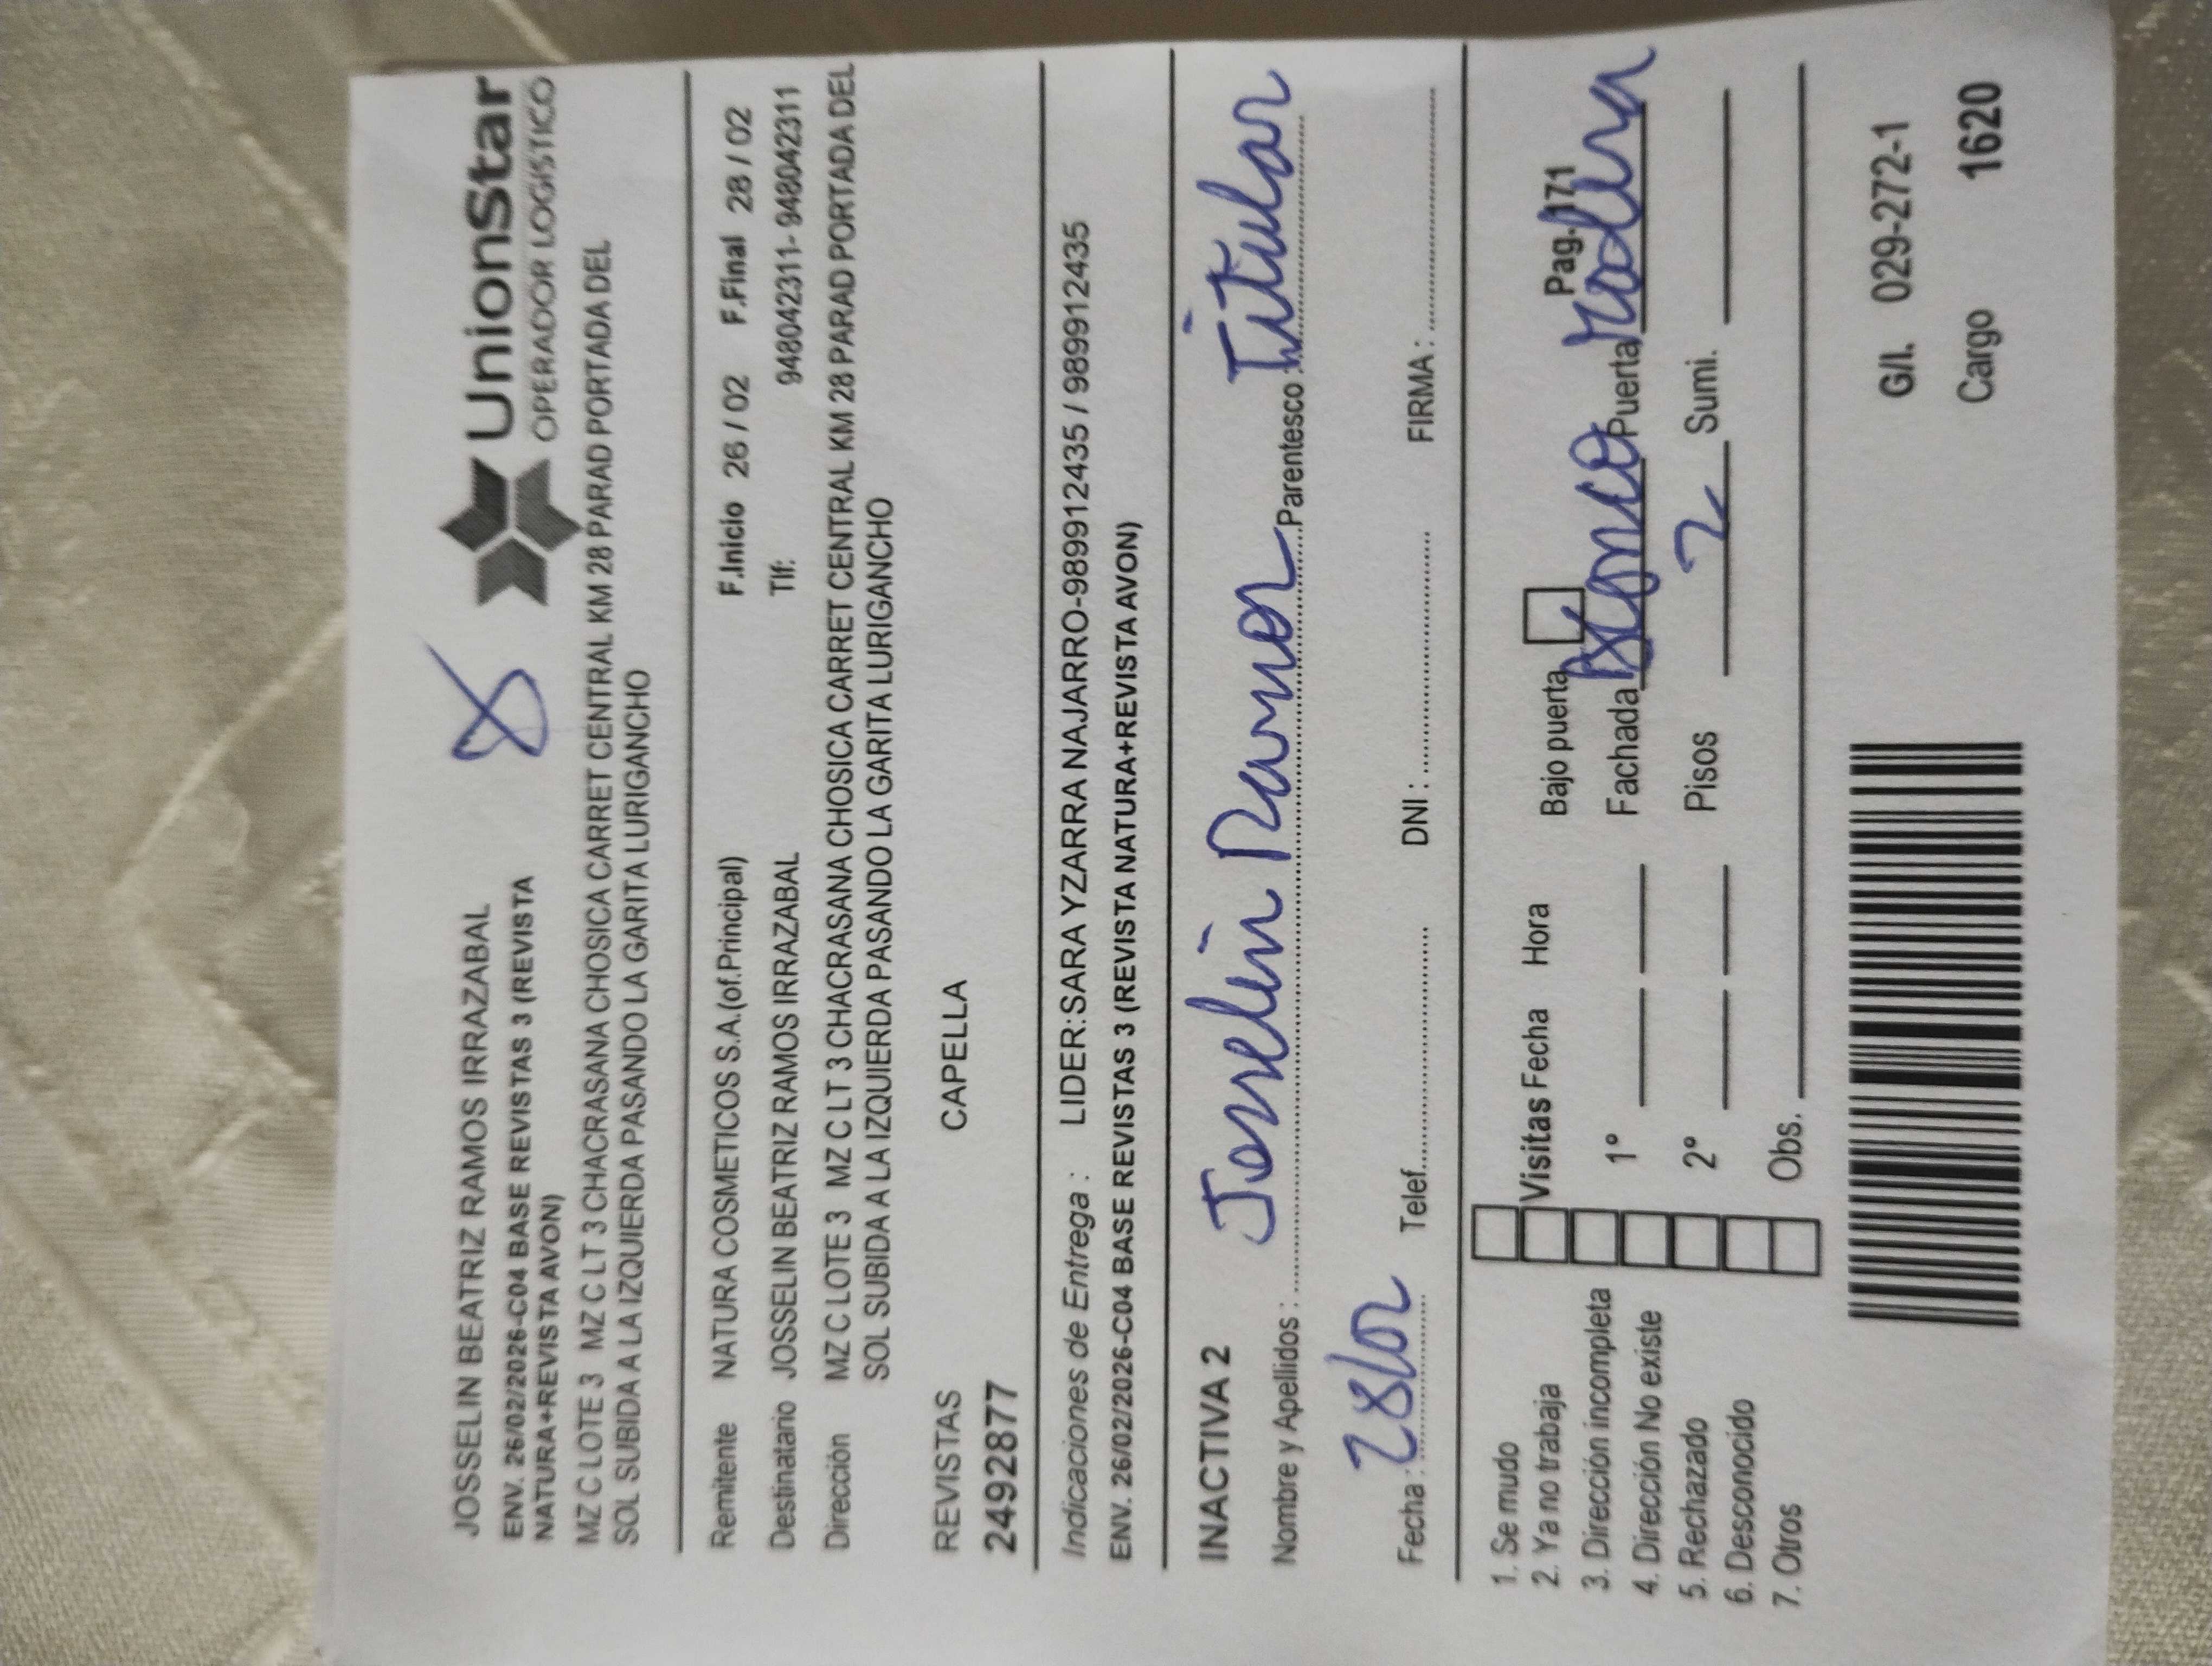 JOSSELIN BEATRIZ RAMOS IRRAZABAL
UnionStar
OPERADOR LOGISTICO
ENV. 26/02/2026-C04 BASE REVISTAS 3 (REVISTA
NATURA+REVISTA AVON)
MZ C LOTE 3 MZ C LT 3 CHACRASANA CHOSICA CARRET CENTRAL KM 28 PARAD PORTADA DEL
SOL SUBIDA A LA IZQUIERDA PASANDO LA GARITA LURIGANCHO
Remitente NATURA COSMETICOS S.A.(of.Principal) F.Inicio 26 / 02 F.Final 28 / 02
Destinatario JOSSELIN BEATRIZ RAMOS IRRAZABAL Tlf: 948042311- 948042311
Dirección MZ C LOTE 3 MZ C LT 3 CHACRASANA CHOSICA CARRET CENTRAL KM 28 PARAD PORTADA DEL
SOL SUBIDA A LA IZQUIERDA PASANDO LA GARITA LURIGANCHO
REVISTAS CAPELLA
24928877
Indicaciones de Entrega : LIDER:SARA YZARRA NAJARRO-989912435 / 989912435
ENV. 26/02/2026-C04 BASE REVISTAS 3 (REVISTA NATURA+REVISTA AVON)
INACTIVA 2
Nombre y Apellidos : Josselin Ramos Parentesco : Titular
Fecha : 28/02 Telef. DNI : FIRMA :
1. Se mudo
2. Ya no trabaja Visitas Fecha Hora Bajo puerta Pag.171
3. Dirección incompleta 1º Fachada Blanco Puerta Madera
4. Dirección No existe
5. Rechazado 2º Pisos 2 Sumi.
6. Desconocido
7. Otros Obs.
G/I. 029-272-1
Cargo 1620